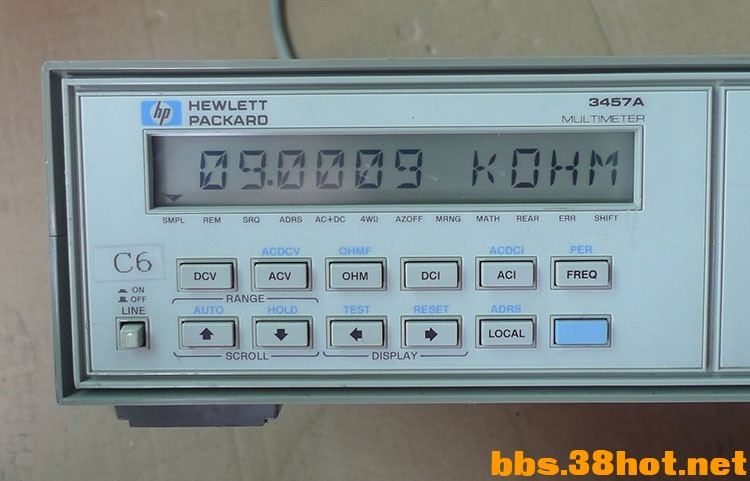 hp HEWLETT PACKARD 3457A
MULTIMETER
09.0009 KOHM
SMPL REM SRQ ADRS AC+DC 4WΩ AZOFF MRNG MATH REAR ERR SHIFT
C6
ACDCV OHMF ACDCI PER
DCV ACV OHM DCI ACI FREQ
ON
OFF
LINE
RANGE
AUTO HOLD TEST RESET ADRS
LOCAL
SCROLL DISPLAY
bbs.38hot.net